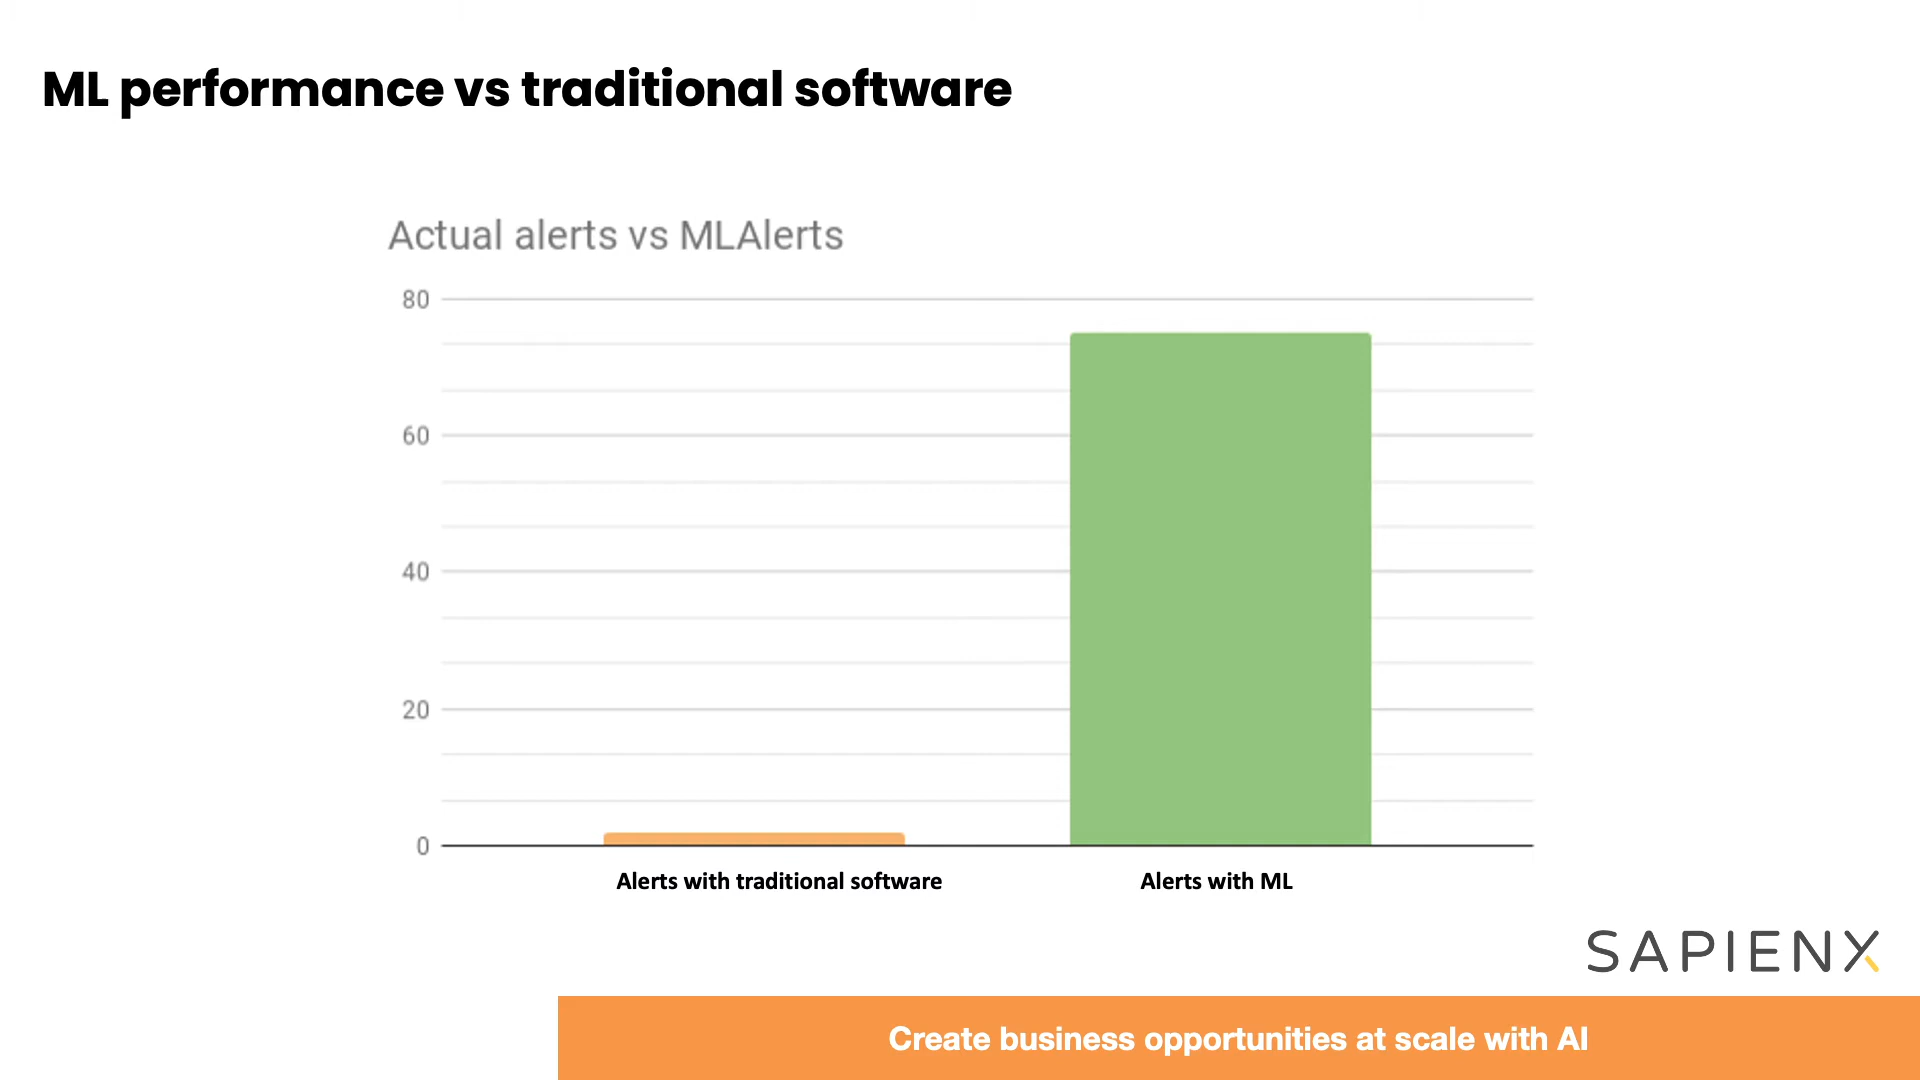 ML performance vs traditional software
Actual alerts vs MLAlerts
80
60
40
20
0
Alerts with traditional software
Alerts with ML
SAPIENX
Create business opportunities at scale with AI